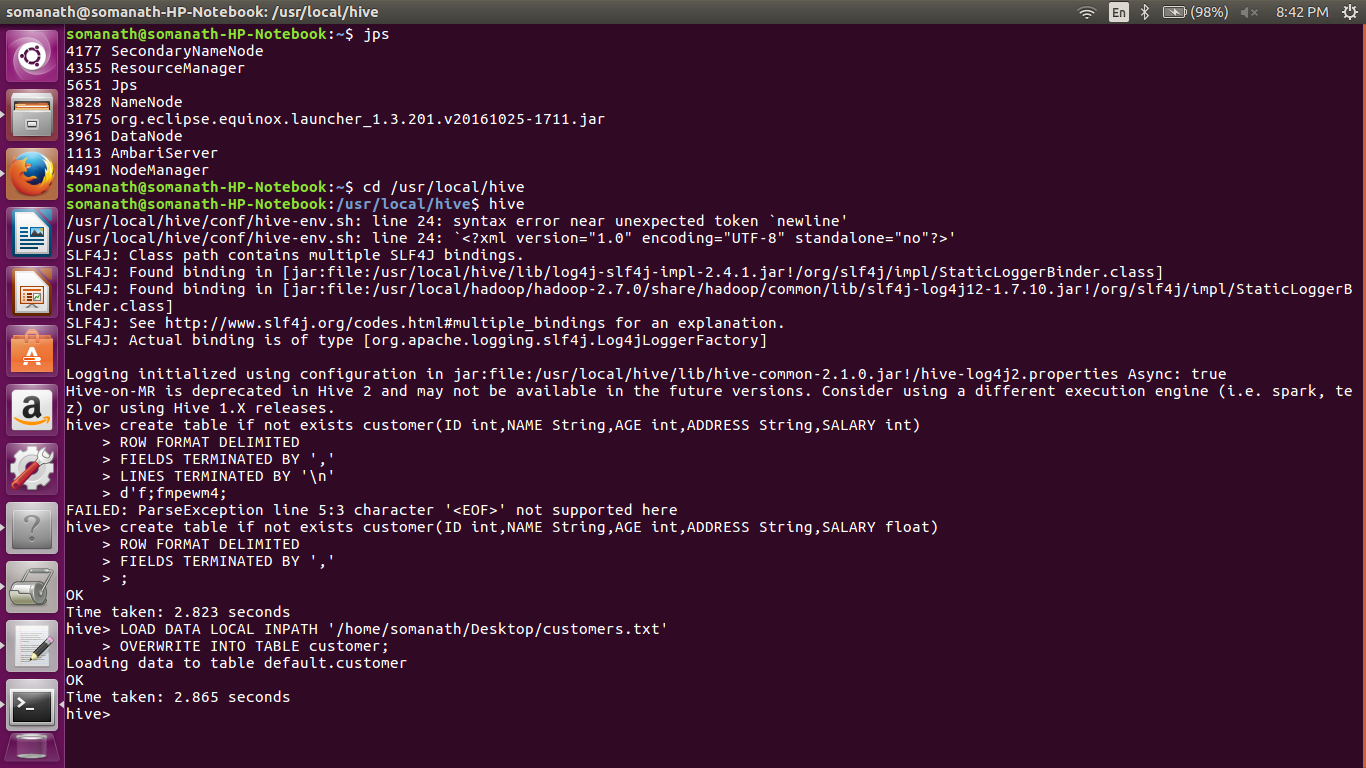 somanath@somanath-HP-Notebook: /usr/local/hive
En
(98%)
8:42 PM
somanath@somanath-HP-Notebook:~$ jps
4177 SecondaryNameNode
4355 ResourceManager
5651 Jps
3828 NameNode
3175 org.eclipse.equinox.launcher_1.3.201.v20161025-1711.jar
3961 DataNode
1113 AmbariServer
4491 NodeManager
somanath@somanath-HP-Notebook:~$ cd /usr/local/hive
somanath@somanath-HP-Notebook:/usr/local/hive$ hive
/usr/local/hive/conf/hive-env.sh: line 24: syntax error near unexpected token `newline'
/usr/local/hive/conf/hive-env.sh: line 24: `<?xml version="1.0" encoding="UTF-8" standalone="no"?>'
SLF4J: Class path contains multiple SLF4J bindings.
SLF4J: Found binding in [jar:file:/usr/local/hive/lib/log4j-slf4j-impl-2.4.1.jar!/org/slf4j/impl/StaticLoggerBinder.class]
SLF4J: Found binding in [jar:file:/usr/local/hadoop/hadoop-2.7.0/share/hadoop/common/lib/slf4j-log4j12-1.7.10.jar!/org/slf4j/impl/StaticLoggerB
inder.class]
SLF4J: See http://www.slf4j.org/codes.html#multiple_bindings for an explanation.
SLF4J: Actual binding is of type [org.apache.logging.slf4j.Log4jLoggerFactory]
Logging initialized using configuration in jar:file:/usr/local/hive/lib/hive-common-2.1.0.jar!/hive-log4j2.properties Async: true
Hive-on-MR is deprecated in Hive 2 and may not be available in the future versions. Consider using a different execution engine (i.e. spark, te
z) or using Hive 1.X releases.
hive> create table if not exists customer(ID int,NAME String,AGE int,ADDRESS String,SALARY int)
    > ROW FORMAT DELIMITED
    > FIELDS TERMINATED BY ','
    > LINES TERMINATED BY '\n'
    > d'f;fmpewm4;
FAILED: ParseException line 5:3 character '<EOF>' not supported here
hive> create table if not exists customer(ID int,NAME String,AGE int,ADDRESS String,SALARY float)
    > ROW FORMAT DELIMITED
    > FIELDS TERMINATED BY ','
    > ;
OK
Time taken: 2.823 seconds
hive> LOAD DATA LOCAL INPATH '/home/somanath/Desktop/customers.txt'
    > OVERWRITE INTO TABLE customer;
Loading data to table default.customer
OK
Time taken: 2.865 seconds
hive>